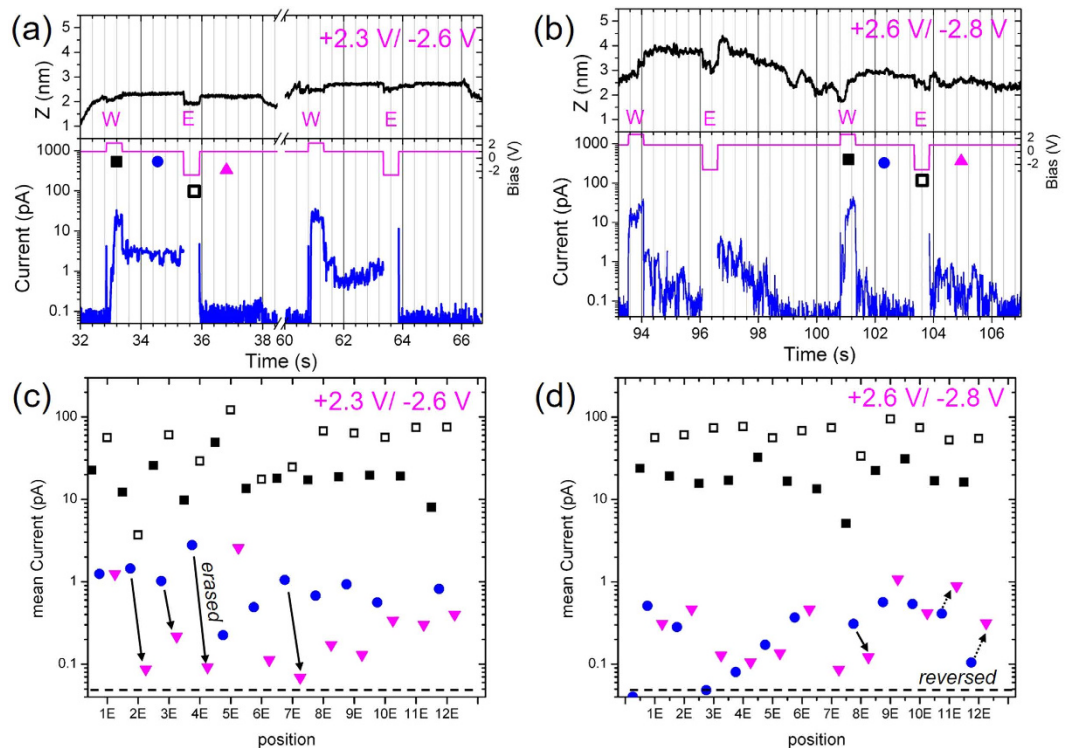 (a)
+2.3 V/ -2.6 V
Z (nm)
5
4
3
2
1
W
E
W
E
Current (pA)
1000
100
10
1
0.1
2
0
-2
Bias (V)
32 34 36 38 60 62 64 66
Time (s)
(b)
+2.6 V/ -2.8 V
Z (nm)
5
4
3
2
1
W
E
W
E
Current (pA)
1000
100
10
1
0.1
2
0
-2
Bias (V)
94 96 98 100 102 104 106
Time (s)
(c)
+2.3 V/ -2.6 V
mean Current (pA)
100
10
1
0.1
erased
1E 2E 3E 4E 5E 6E 7E 8E 9E 10E 11E 12E
position
(d)
+2.6 V/ -2.8 V
mean Current (pA)
100
10
1
0.1
reversed
1E 2E 3E 4E 5E 6E 7E 8E 9E 10E 11E 12E
position